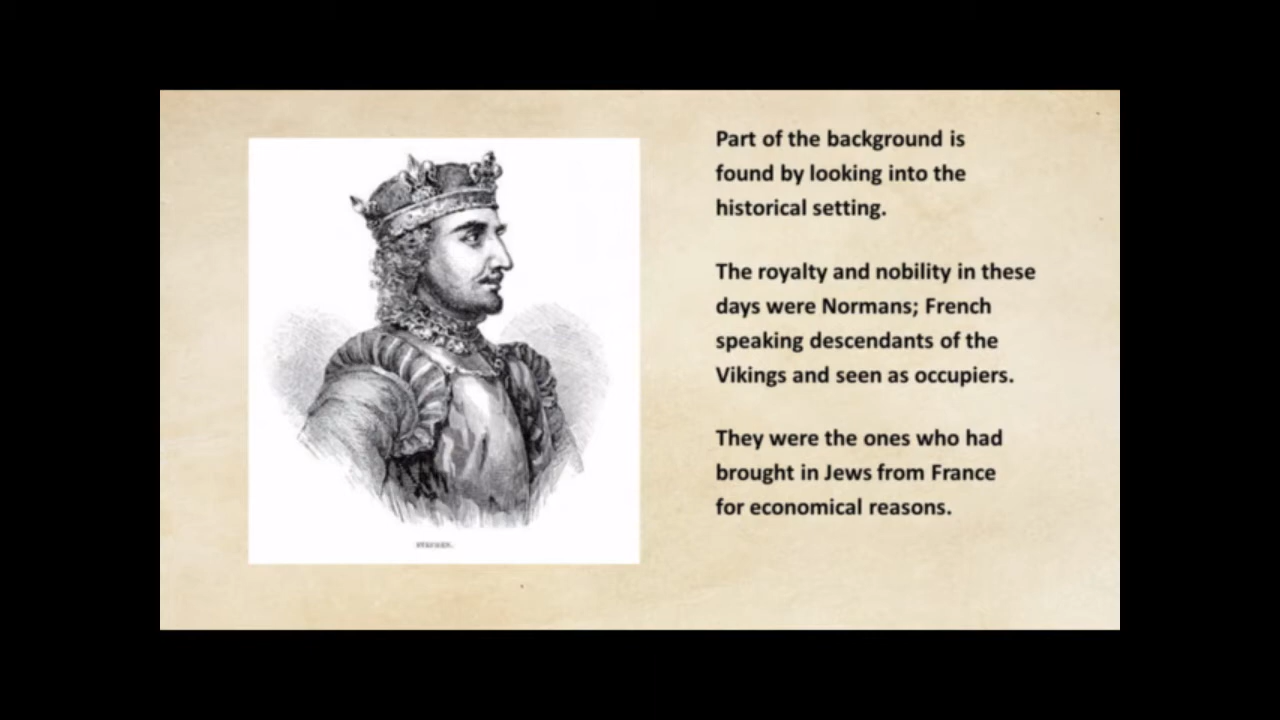 Part of the background is
found by looking into the
historical setting.
The royalty and nobility in these
days were Normans; French
speaking descendants of the
Vikings and seen as occupiers.
They were the ones who had
brought in Jews from France
for economical reasons.
STEPHEN.